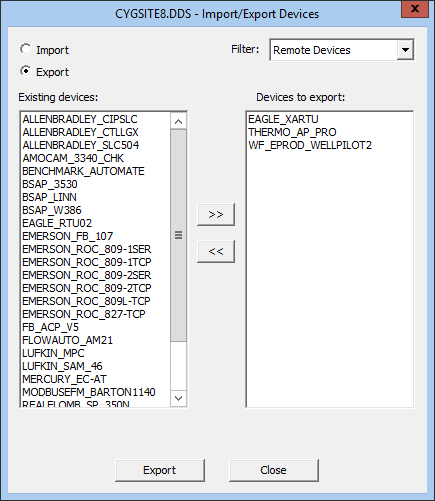 CYGSITE8.DDS - Import/Export Devices
x
Import
Filter: Remote Devices
Export
Existing devices:
Devices to export:
ALLENBRADLEY_CIPSLC
ALLENBRADLEY_CTLLGX
ALLENBRADLEY_SLC504
AMOCAM_3340_CHK
BENCHMARK_AUTOMATE
BSAP_3530
BSAP_LINN
BSAP_W386
EAGLE_RTU02
EMERSON_FB_107
EMERSON_ROC_809-1SER
EMERSON_ROC_809-1TCP
EMERSON_ROC_809-2SER
EMERSON_ROC_809-2TCP
EMERSON_ROC_809L-TCP
EMERSON_ROC_827-TCP
FB_ACP_V5
FLOWAUTO_AM21
LUFKIN_MPC
LUFKIN_SAM_46
MERCURY_EC-AT
MODBUSFM_BARTON1140
REALFLOMB_SP_350N
>>
<<
EAGLE_XARTU
THERMO_AP_PRO
WF_EPROD_WELLPILOT2
Export
Close